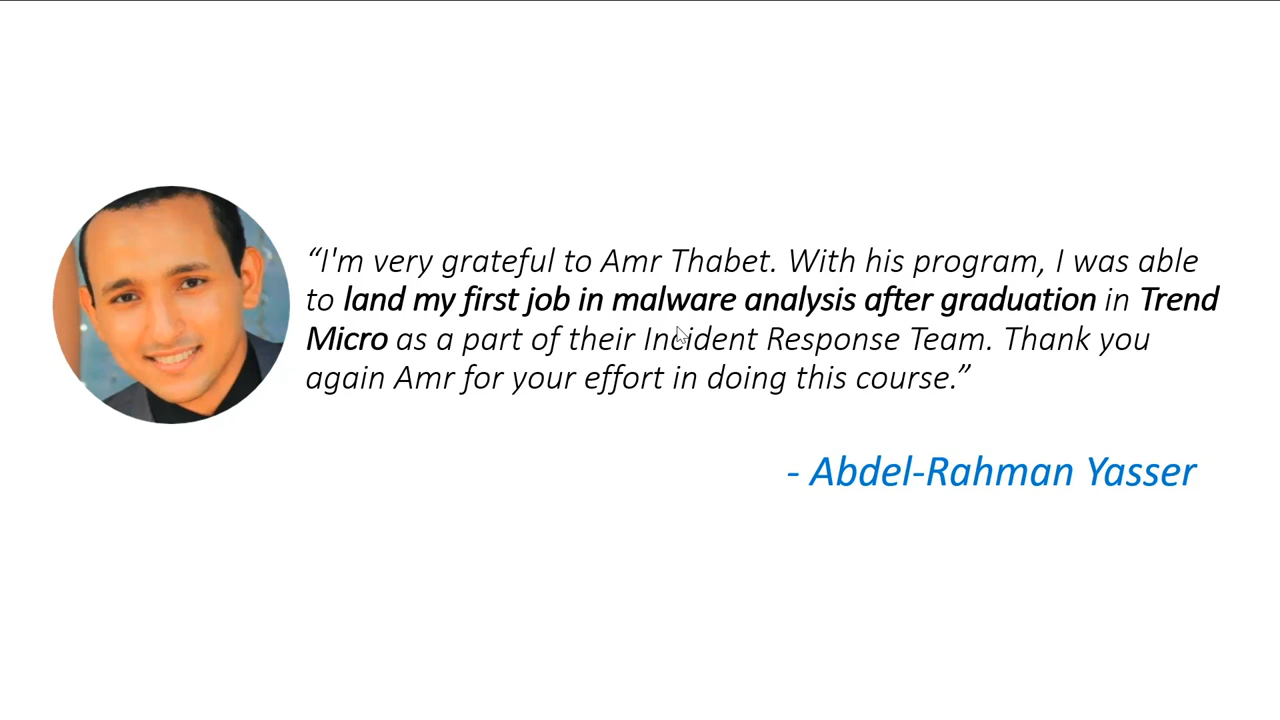 “I'm very grateful to Amr Thabet. With his program, I was able
to land my first job in malware analysis after graduation in Trend
Micro as a part of their Incident Response Team. Thank you
again Amr for your effort in doing this course.”
- Abdel-Rahman Yasser